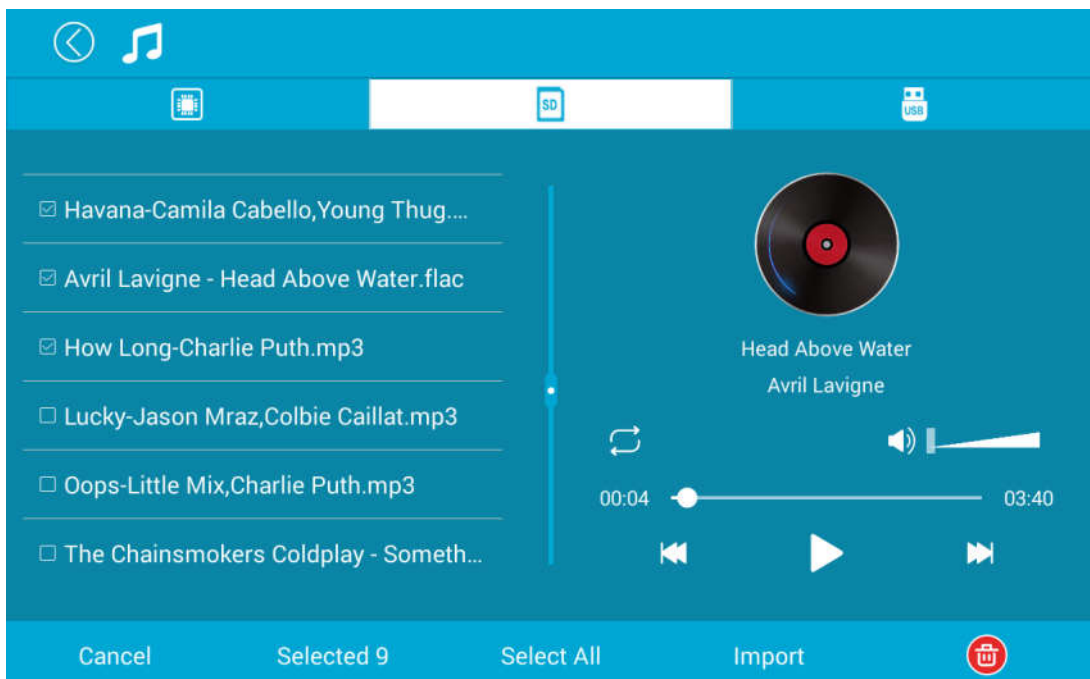 SD
USB
Havana-Camila Cabello,Young Thug....
Avril Lavigne - Head Above Water.flac
How Long-Charlie Puth.mp3
Lucky-Jason Mraz,Colbie Caillat.mp3
Oops-Little Mix,Charlie Puth.mp3
The Chainsmokers Coldplay - Someth...
Head Above Water
Avril Lavigne
00:04
03:40
Cancel
Selected 9
Select All
Import